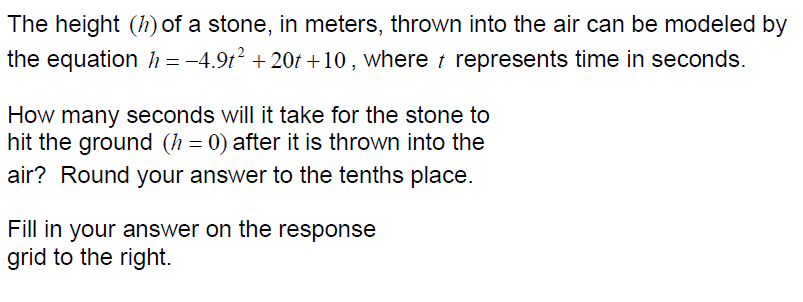 The height (h) of a stone, in meters, thrown into the air can be modeled by
the equation h = −4.9t² + 20t + 10 , where t represents time in seconds.
How many seconds will it take for the stone to
hit the ground (h = 0) after it is thrown into the
air? Round your answer to the tenths place.
Fill in your answer on the response
grid to the right.